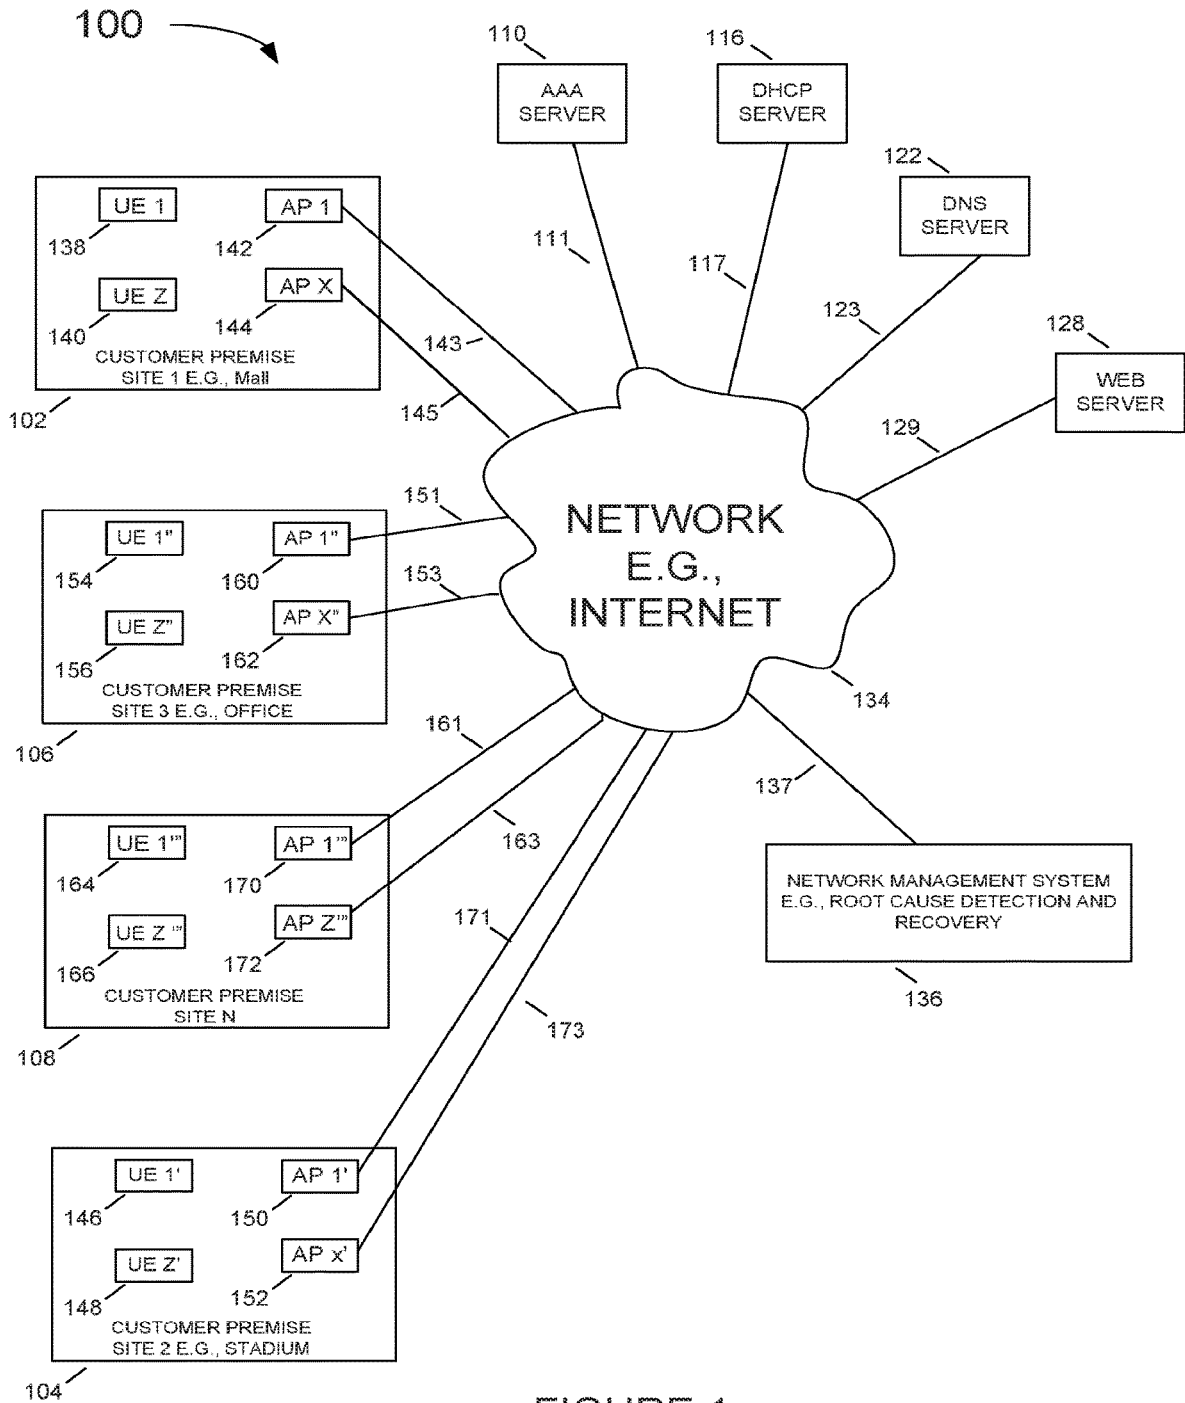 100
110
AAA
SERVER
116
DHCP
SERVER
122
DNS
SERVER
128
WEB
SERVER
111
117
123
129
UE 1
138
AP 1
142
UE Z
140
AP X
144
CUSTOMER PREMISE
SITE 1 E.G., Mall
102
143
145
NETWORK
E.G.,
INTERNET
134
151
153
UE 1"
154
AP 1"
160
UE Z"
156
AP X"
162
CUSTOMER PREMISE
SITE 3 E.G., OFFICE
106
161
163
137
UE 1'"
164
AP 1'"
170
UE Z '"
166
AP Z'"
172
CUSTOMER PREMISE
SITE N
108
171
173
NETWORK MANAGEMENT SYSTEM
E.G., ROOT CAUSE DETECTION AND
RECOVERY
136
UE 1'
146
AP 1'
150
UE Z'
148
AP x'
152
CUSTOMER PREMISE
SITE 2 E.G., STADIUM
104
FIGURE 1